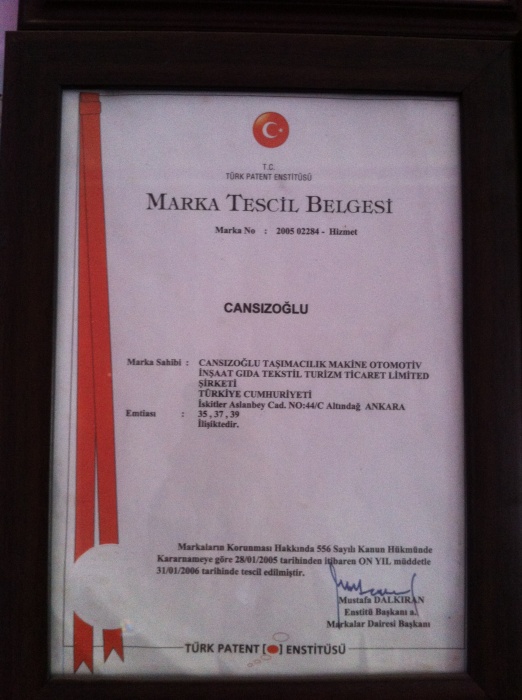 T.C.
TÜRK PATENT ENSTİTÜSÜ
MARKA TESCİL BELGESİ
Marka No : 2005 02284 - Hizmet
CANSIZOĞLU
Marka Sahibi : CANSIZOĞLU TAŞIMACILIK MAKİNE OTOMOTİV
İNŞAAT GIDA TEKSTİL TURİZM TİCARET LİMİTED
ŞİRKETİ
TÜRKİYE CUMHURİYETİ
İskitler Aslanbey Cad. NO:44/C Altındağ ANKARA
Emtiası : 35 , 37 , 39
İlişiktedir.
Markaların Korunması Hakkında 556 Sayılı Kanun Hükmünde
Kararnameye göre 28/01/2005 tarihinden itibaren ON YIL müddetle
31/01/2006 tarihinde tescil edilmiştir.
Mustafa DALKIRAN
Enstitü Başkanı a.
Markalar Dairesi Başkanı
TÜRK PATENT ENSTİTÜSÜ